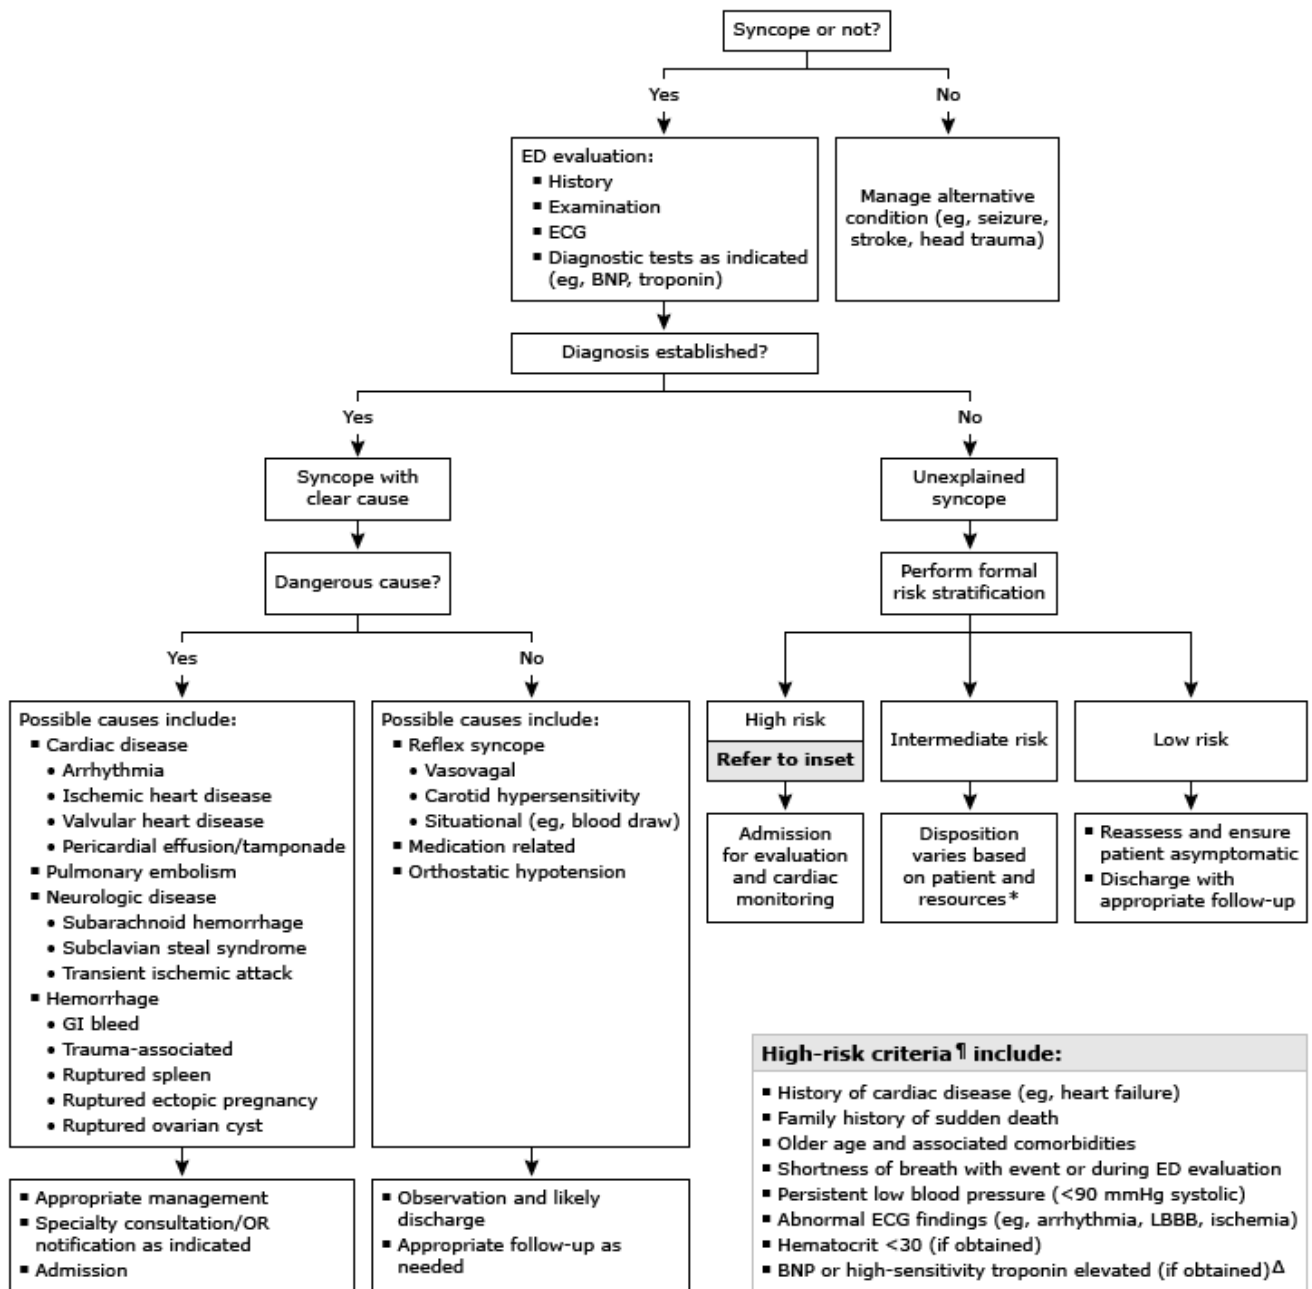 Syncope or not?
Yes
No
ED evaluation:
▪ History
▪ Examination
▪ ECG
▪ Diagnostic tests as indicated
(eg, BNP, troponin)
Manage alternative
condition (eg, seizure,
stroke, head trauma)
Diagnosis established?
Yes
No
Syncope with
clear cause
Unexplained
syncope
Dangerous cause?
Perform formal
risk stratification
Yes
No
Possible causes include:
▪ Cardiac disease
• Arrhythmia
• Ischemic heart disease
• Valvular heart disease
• Pericardial effusion/tamponade
▪ Pulmonary embolism
▪ Neurologic disease
• Subarachnoid hemorrhage
• Subclavian steal syndrome
• Transient ischemic attack
▪ Hemorrhage
• GI bleed
• Trauma-associated
• Ruptured spleen
• Ruptured ectopic pregnancy
• Ruptured ovarian cyst
Possible causes include:
▪ Reflex syncope
• Vasovagal
• Carotid hypersensitivity
• Situational (eg, blood draw)
▪ Medication related
▪ Orthostatic hypotension
High risk
Refer to inset
Intermediate risk
Low risk
Admission
for evaluation
and cardiac
monitoring
Disposition
varies based
on patient and
resources*
▪ Reassess and ensure
patient asymptomatic
▪ Discharge with
appropriate follow-up
▪ Appropriate management
▪ Specialty consultation/OR
notification as indicated
▪ Admission
▪ Observation and likely
discharge
▪ Appropriate follow-up as
needed
High-risk criteria¶ include:
▪ History of cardiac disease (eg, heart failure)
▪ Family history of sudden death
▪ Older age and associated comorbidities
▪ Shortness of breath with event or during ED evaluation
▪ Persistent low blood pressure (<90 mmHg systolic)
▪ Abnormal ECG findings (eg, arrhythmia, LBBB, ischemia)
▪ Hematocrit <30 (if obtained)
▪ BNP or high-sensitivity troponin elevated (if obtained)Δ